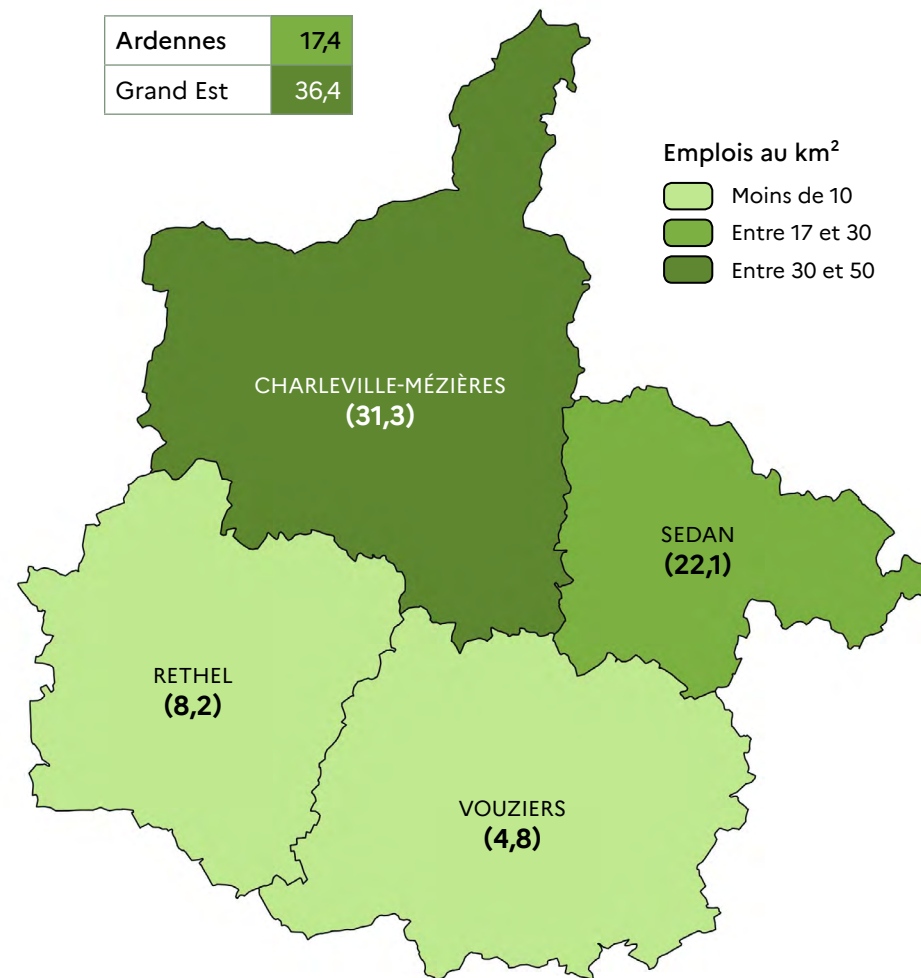 Ardennes 17,4
Grand Est 36,4
Emplois au km²
Moins de 10
Entre 17 et 30
Entre 30 et 50
CHARLEVILLE-MÉZIÈRES
(31,3)
SEDAN
(22,1)
RETHEL
(8,2)
VOUZIERS
(4,8)